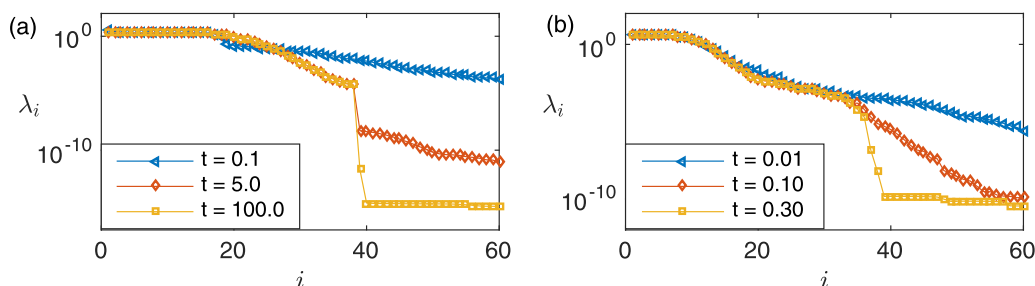 (a)
10^0
λ_i
10^-10
t = 0.1
t = 5.0
t = 100.0
0 20 40 60
i
(b)
10^0
λ_i
10^-10
t = 0.01
t = 0.10
t = 0.30
0 20 40 60
i